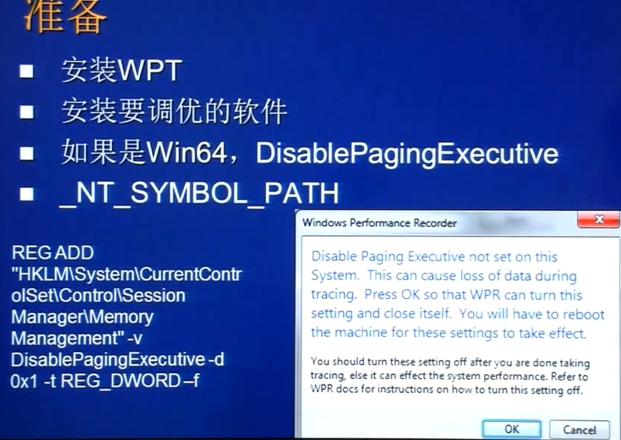 准备
安装WPT
安装要调优的软件
如果是Win64，DisablePagingExecutive
_NT_SYMBOL_PATH
REG ADD
"HKLM\System\CurrentContr
olSet\Control\Session
Manager\Memory
Management" -v
DisablePagingExecutive -d
0x1 -t REG_DWORD –f
Windows Performance Recorder
Disable Paging Executive not set on this
System. This can cause loss of data during
tracing. Press OK so that WPR can turn this
setting and close itself. You will have to reboot
the machine for these settings to take effect.
You should turn these setting off after you are done taking
tracing, else it can effect the system performance. Refer to
WPR docs for instructions on how to turn this setting off.
OK
Cancel